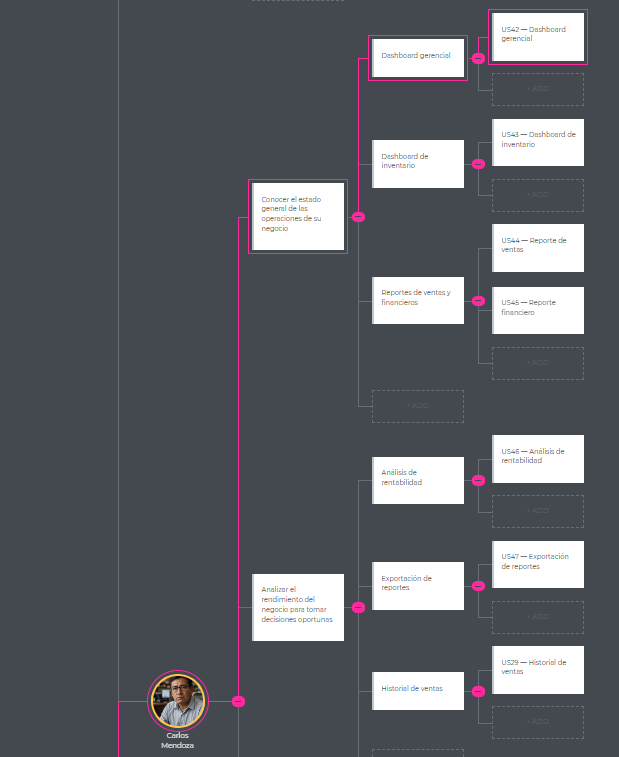 US42 — Dashboard
gerencial
Dashboard gerencial
+ ADD
US43 — Dashboard de
inventario
Dashboard de
inventario
+ ADD
Conocer el estado
general de las
operaciones de su
negocio
US44 — Reporte de
ventas
Reportes de ventas y
financieros
US45 — Reporte
financiero
+ ADD
+ ADD
US46 — Análisis de
rentabilidad
Análisis de
rentabilidad
+ ADD
US47 — Exportación
de reportes
Exportación de
reportes
Analizar el
rendimiento del
negocio para tomar
decisiones oportunas
+ ADD
US29 — Historial de
ventas
Historial de ventas
+ ADD
Carlos
Mendoza